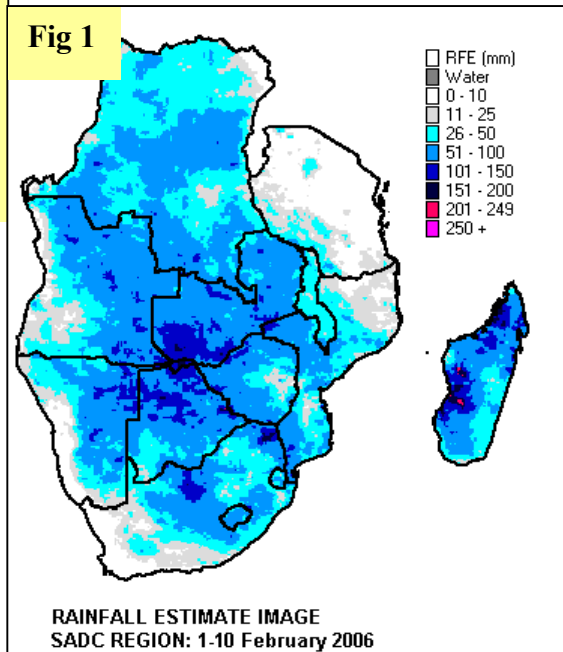 Fig 1
RFE (mm)
Water
0 - 10
11 - 25
26 - 50
51 - 100
101 - 150
151 - 200
201 - 249
250 +
RAINFALL ESTIMATE IMAGE
SADC REGION: 1-10 February 2006